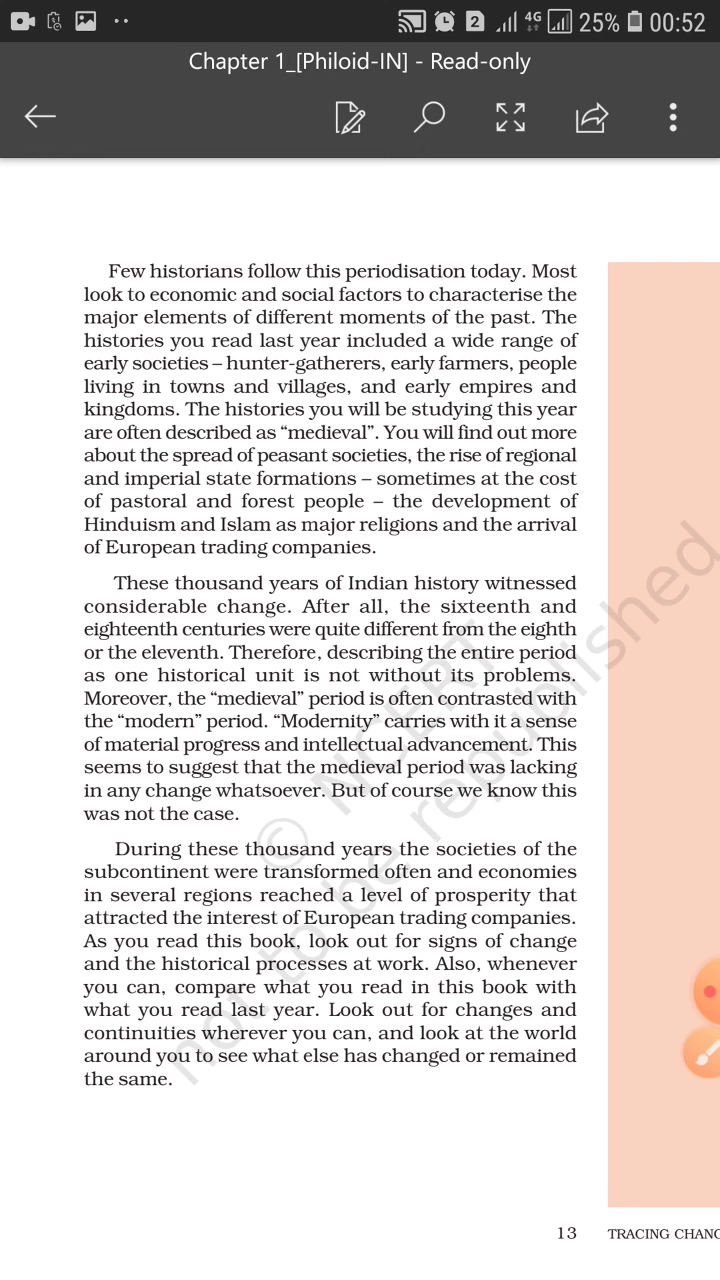 2 4G 25% 00:52
Chapter 1_[Philoid-IN] - Read-only
Few historians follow this periodisation today. Most
look to economic and social factors to characterise the
major elements of different moments of the past. The
histories you read last year included a wide range of
early societies – hunter-gatherers, early farmers, people
living in towns and villages, and early empires and
kingdoms. The histories you will be studying this year
are often described as “medieval”. You will find out more
about the spread of peasant societies, the rise of regional
and imperial state formations – sometimes at the cost
of pastoral and forest people – the development of
Hinduism and Islam as major religions and the arrival
of European trading companies.
These thousand years of Indian history witnessed
considerable change. After all, the sixteenth and
eighteenth centuries were quite different from the eighth
or the eleventh. Therefore, describing the entire period
as one historical unit is not without its problems.
Moreover, the “medieval” period is often contrasted with
the “modern” period. “Modernity” carries with it a sense
of material progress and intellectual advancement. This
seems to suggest that the medieval period was lacking
in any change whatsoever. But of course we know this
was not the case.
During these thousand years the societies of the
subcontinent were transformed often and economies
in several regions reached a level of prosperity that
attracted the interest of European trading companies.
As you read this book, look out for signs of change
and the historical processes at work. Also, whenever
you can, compare what you read in this book with
what you read last year. Look out for changes and
continuities wherever you can, and look at the world
around you to see what else has changed or remained
the same.
© NCERT
not to be republished
13 TRACING CHANG